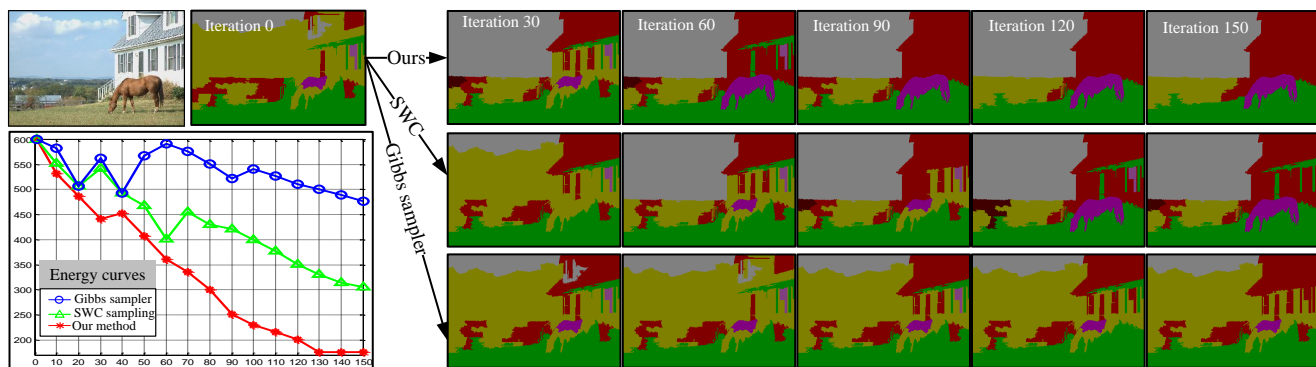 Iteration 0
Ours
SWC
Gibbs sampler
Iteration 30
Iteration 60
Iteration 90
Iteration 120
Iteration 150
600
550
500
450
400
350
300
250
200
Energy curves
Gibbs sampler
SWC sampling
Our method
0 10 20 30 40 50 60 70 80 90 100 110 120 130 140 150